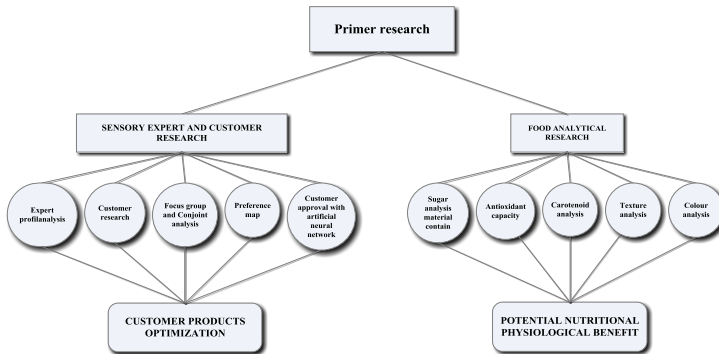 Primer research
SENSORY EXPERT AND CUSTOMER
RESEARCH
FOOD ANALYTICAL
RESEARCH
Expert
profilanalysis
Customer
research
Focus group
and Conjoint
analysis
Preference
map
Customer
approval with
artificial
neural
network
Sugar
analysis
material
contain
Antioxidant
capacity
Carotenoid
analysis
Texture
analysis
Colour
analysis
CUSTOMER PRODUCTS
OPTIMIZATION
POTENTIAL NUTRITIONAL
PHYSIOLOGICAL BENEFIT